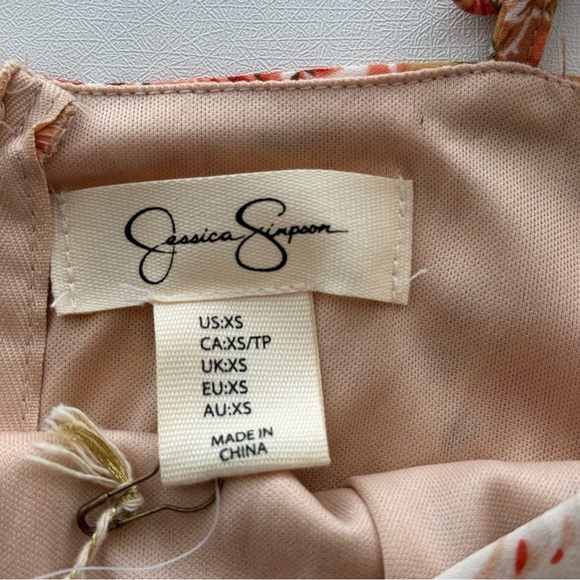 Jessica Simpson
US:XS
CA:XS/TP
UK:XS
EU:XS
AU:XS
MADE IN
CHINA